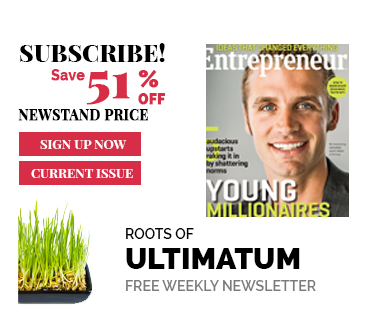 SUBSCRIBE!
Save 51% OFF
NEWSTAND PRICE
SIGN UP NOW
CURRENT ISSUE
IDEAS THAT CHANGED EVERYTHING
Entrepreneur
audacious
upstarts
making it in
by shattering
norms
YOUNG
MILLIONAIRES
ROOTS OF
ULTIMATUM
FREE WEEKLY NEWSLETTER